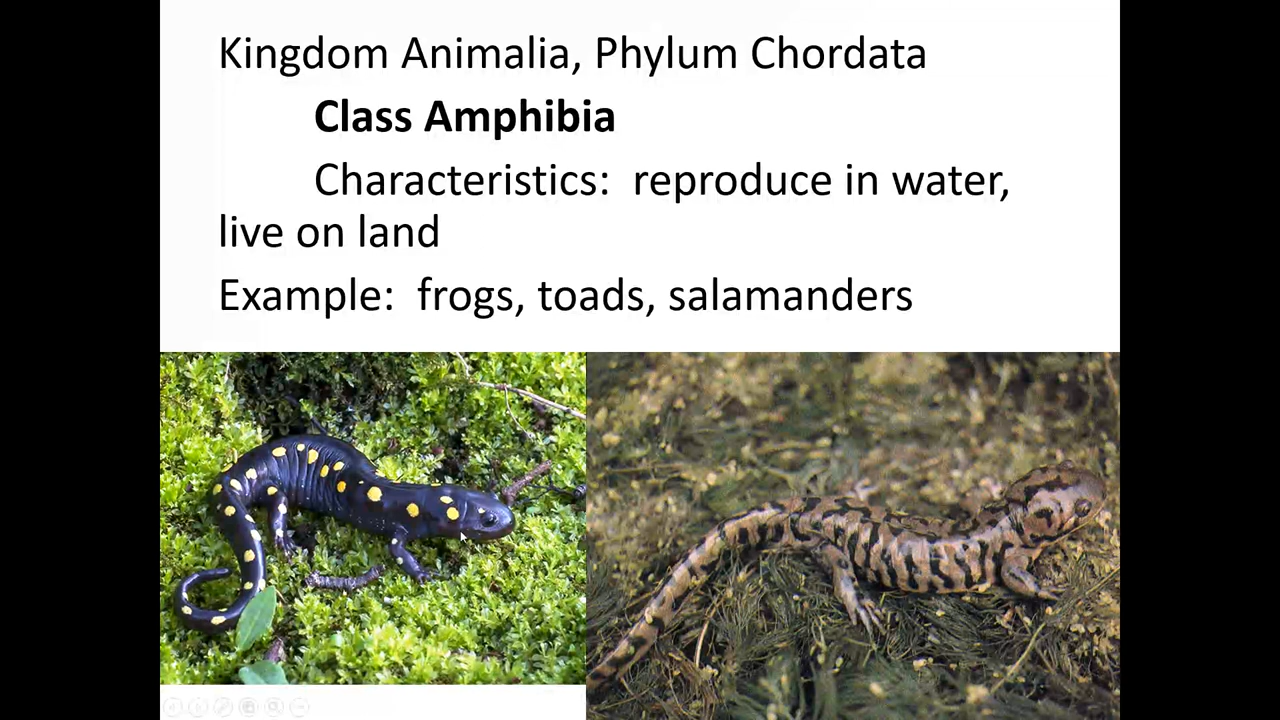 Kingdom Animalia, Phylum Chordata
Class Amphibia
Characteristics: reproduce in water,
live on land
Example: frogs, toads, salamanders